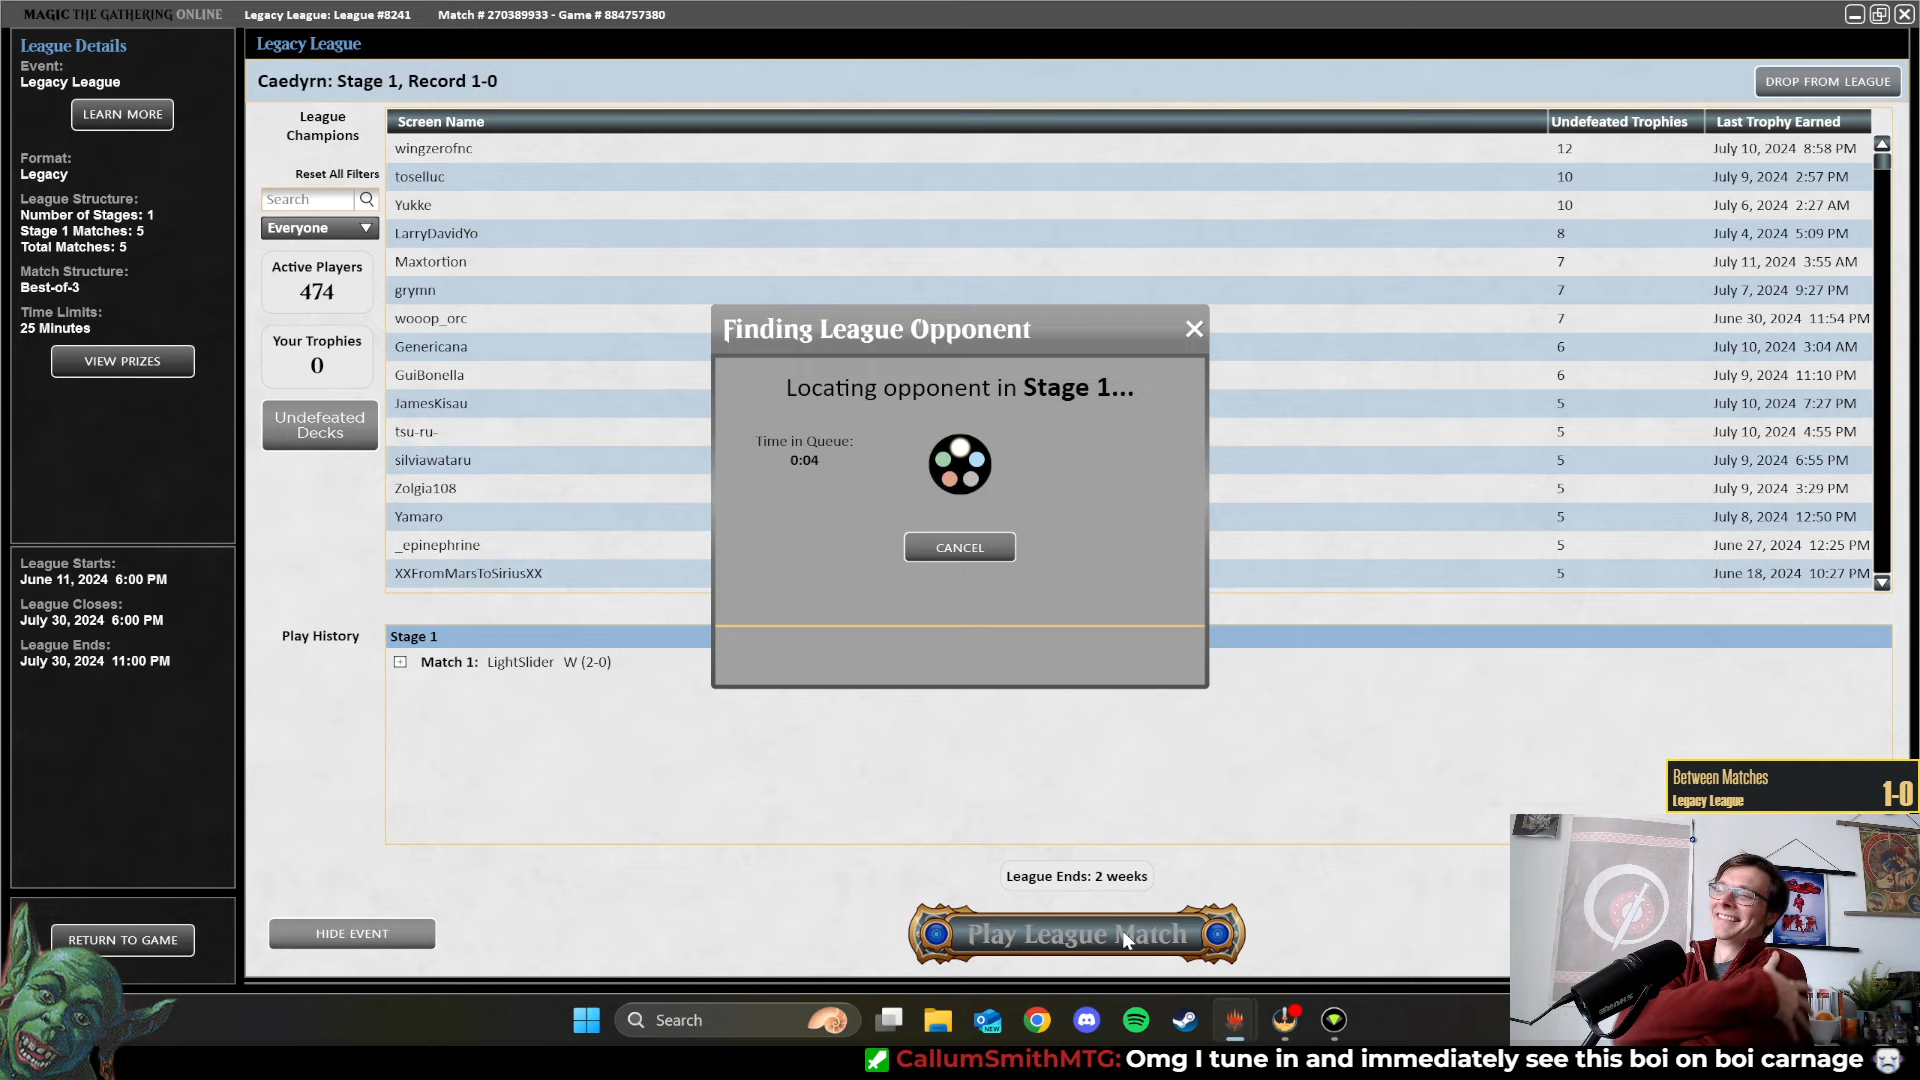 MAGIC THE GATHERING ONLINE
Legacy League: League #8241
Match # 270389933 - Game # 884757380
League Details
Event:
Legacy League
LEARN MORE
Format:
Legacy
League Structure:
Number of Stages: 1
Stage 1 Matches: 5
Total Matches: 5
Match Structure:
Best-of-3
Time Limits:
25 Minutes
VIEW PRIZES
League Starts:
June 11, 2024 6:00 PM
League Closes:
July 30, 2024 6:00 PM
League Ends:
July 30, 2024 11:00 PM
RETURN TO GAME
Legacy League
Caedyrn: Stage 1, Record 1-0
DROP FROM LEAGUE
League
Champions
Reset All Filters
Search
Everyone
Active Players
474
Your Trophies
0
Undefeated
Decks
Screen Name Undefeated Trophies Last Trophy Earned
wingzerofnc 12 July 10, 2024 8:58 PM
toselluc 10 July 9, 2024 2:57 PM
Yukke 10 July 6, 2024 2:27 AM
LarryDavidYo 8 July 4, 2024 5:09 PM
Maxtortion 7 July 11, 2024 3:55 AM
grymn 7 July 7, 2024 9:27 PM
wooop_orc 7 June 30, 2024 11:54 PM
Genericana 6 July 10, 2024 3:04 AM
GuiBonella 6 July 9, 2024 11:10 PM
JamesKisau 5 July 10, 2024 7:27 PM
tsu-ru- 5 July 10, 2024 4:55 PM
silviawataru 5 July 9, 2024 6:55 PM
Zolgia108 5 July 9, 2024 3:29 PM
Yamaro 5 July 8, 2024 12:50 PM
_epinephrine 5 June 27, 2024 12:25 PM
XXFromMarsToSiriusXX 5 June 18, 2024 10:27 PM
Finding League Opponent
Locating opponent in Stage 1...
Time in Queue:
0:04
CANCEL
Play History
Stage 1
Match 1: LightSlider W (2-0)
League Ends: 2 weeks
HIDE EVENT
Play League Match
Between Matches
Legacy League
1-0
Search
NEW
CallumSmithMTG: Omg I tune in and immediately see this boi on boi carnage